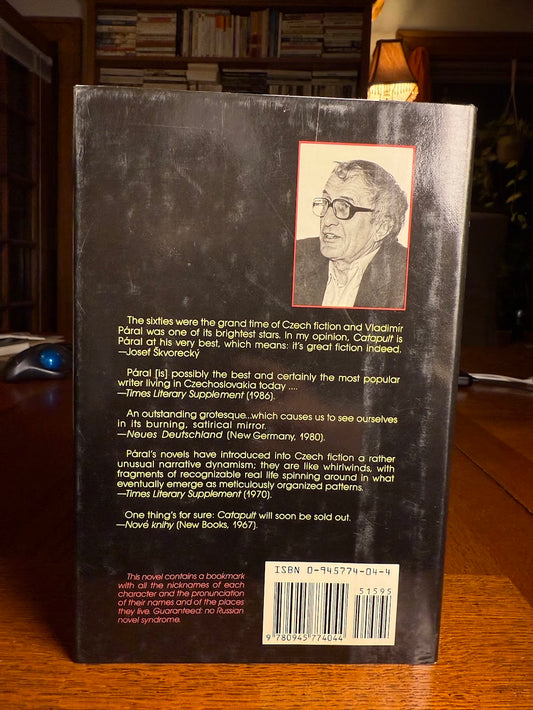 The sixties were the grand time of Czech fiction and Vladimír
Páral was one of its brightest stars. In my opinion, Catapult is
Páral at his very best, which means: it's great fiction indeed.
—Josef Škvorecký
Páral [is] possibly the best and certainly the most popular
writer living in Czechoslovakia today ....
—Times Literary Supplement (1986).
An outstanding grotesque...which causes us to see ourselves
in its burning, satirical mirror.
—Neues Deutschland (New Germany, 1980).
Páral's novels have introduced into Czech fiction a rather
unusual narrative dynamism; they are like whirlwinds, with
fragments of recognizable real life spinning around in what
eventually emerge as meticulously organized patterns.
—Times Literary Supplement (1970).
One thing's for sure: Catapult will soon be sold out.
—Nové knihy (New Books, 1967).
This novel contains a bookmark
with all the nicknames of each
character and the pronunciation
of their names and of the places
they live. Guaranteed: no Russian
novel syndrome.
ISBN 0-945774-04-4
51595
9 780945 774044